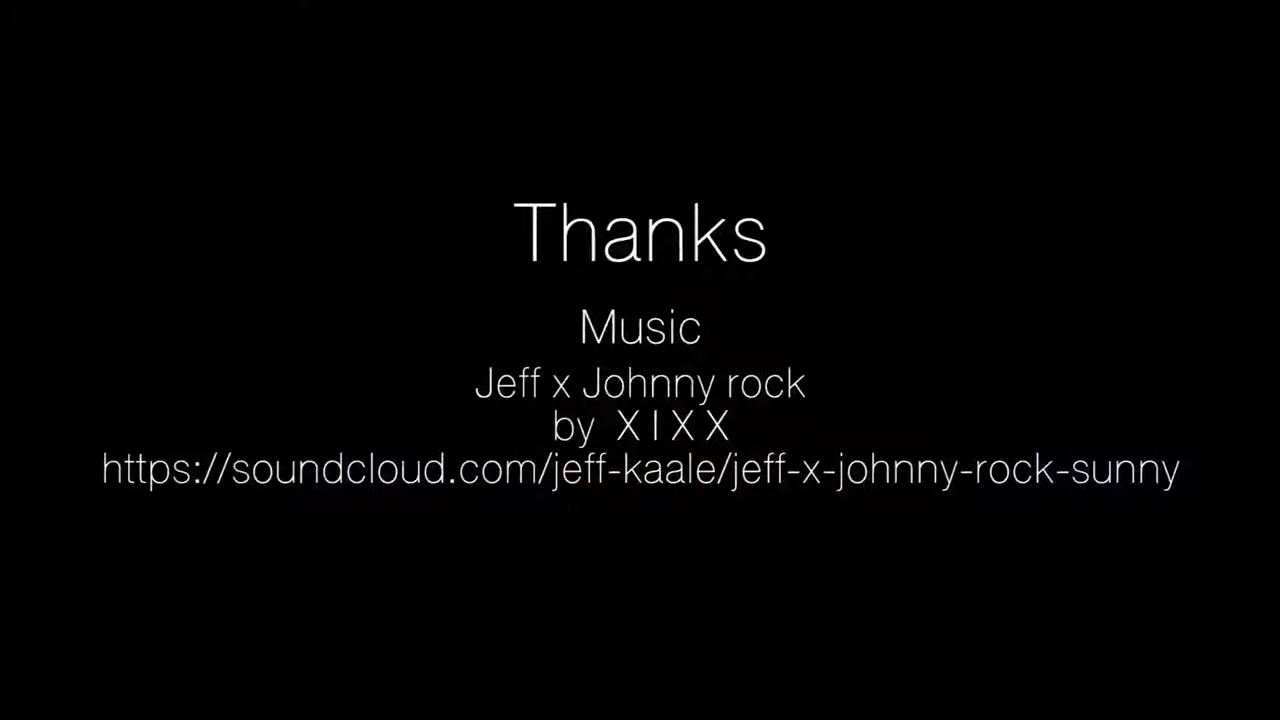 Thanks
Music
Jeff x Johnny rock
by X I X X
https://soundcloud.com/jeff-kaale/jeff-x-johnny-rock-sunny